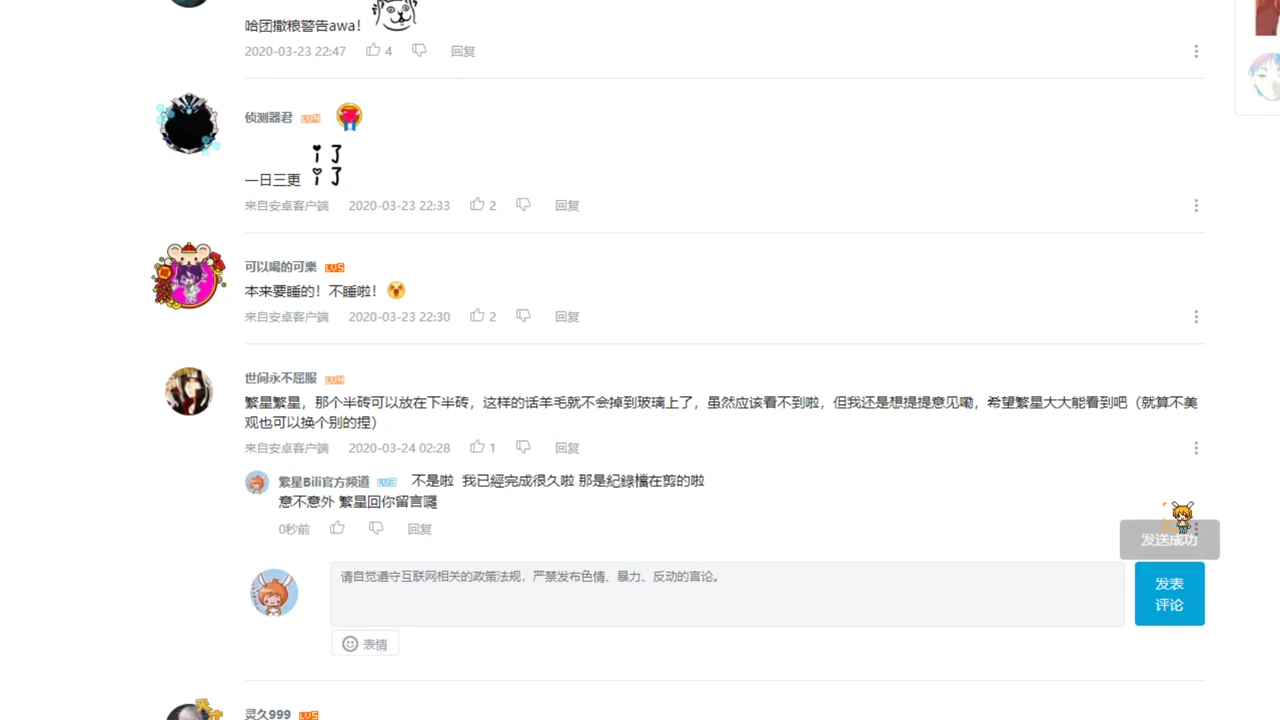 哈团撒粮警告awa！
2020-03-23 22:47 4 回复
侦测器君 LV4
一日三更
来自安卓客户端 2020-03-23 22:33 2 回复
可以喝的可樂 LV5
本来要睡的！不睡啦！
来自安卓客户端 2020-03-23 22:30 2 回复
世间永不屈服 LV4
繁星繁星，那个半砖可以放在下半砖，这样的话羊毛就不会掉到玻璃上了，虽然应该看不到啦，但我还是想提提意见嘞，希望繁星大大能看到吧（就算不美
观也可以换个别的捏）
来自安卓客户端 2020-03-24 02:28 1 回复
繁星Bili官方频道 LV3 不是啦 我已經完成很久啦 那是紀錄檔在剪的啦
意不意外 繁星回你留言囉
0秒前 回复
发送成功
请自觉遵守互联网相关的政策法规，严禁发布色情、暴力、反动的言论。
发表
评论
表情
灵久999 LV5